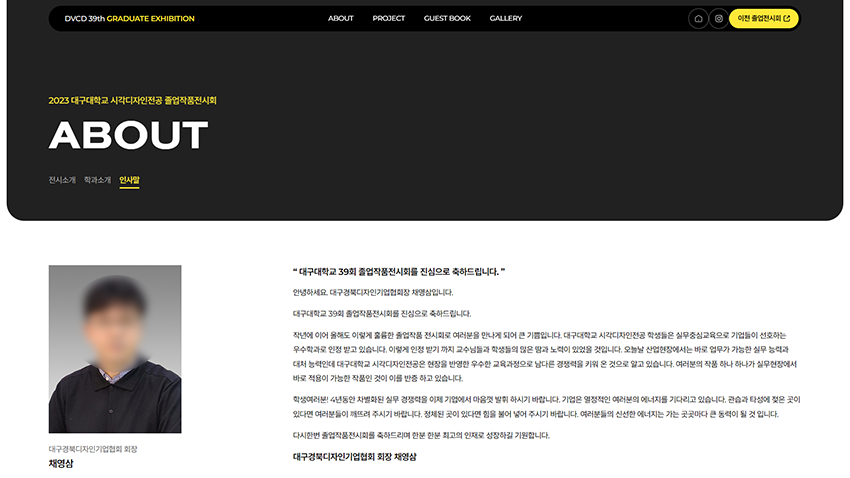 DVCD 39th GRADUATE EXHIBITION
ABOUT
PROJECT
GUEST BOOK
GALLERY
이전 졸업전시회
2023 대구대학교 시각디자인전공 졸업작품전시회
ABOUT
전시소개
학과소개
인사말
“ 대구대학교 39회 졸업작품전시회를 진심으로 축하드립니다. ”
안녕하세요. 대구경북디자인기업협회장 채영삼입니다.
대구대학교 39회 졸업작품전시회를 진심으로 축하드립니다.
작년에 이어 올해도 이렇게 훌륭한 졸업작품 전시회로 여러분을 만나게 되어 큰 기쁨입니다. 대구대학교 시각디자인전공 학생들은 실무중심교육으로 기업들이 선호하는
우수학과로 인정 받고 있습니다. 이렇게 인정 받기 까지 교수님들과 학생들의 많은 땀과 노력이 있었을 것입니다. 오늘날 산업현장에서는 바로 업무가 가능한 실무 능력과
대처 능력인데 대구대학교 시각디자인전공은 현장을 반영한 우수한 교육과정으로 남다른 경쟁력을 키워 온 것으로 알고 있습니다. 여러분의 작품 하나 하나가 실무현장에서
바로 적용이 가능한 작품인 것이 이를 반증 하고 있습니다.
학생여러분! 4년동안 차별화된 실무 경쟁력을 이제 기업에서 마음껏 발휘 하시기 바랍니다. 기업은 열정적인 여러분의 에너지를 기다리고 있습니다. 관습과 타성에 젖은 곳이
있다면 여러분들이 깨뜨려 주시기 바랍니다. 정체된 곳이 있다면 힘을 불어 넣어 주시기 바랍니다. 여러분들의 신선한 에너지는 가는 곳곳마다 큰 동력이 될 것 입니다.
다시한번 졸업작품전시회를 축하드리며 한분 한분 최고의 인재로 성장하길 기원합니다.
대구경북디자인기업협회 회장 채영삼
대구경북디자인기업협회 회장
채영삼